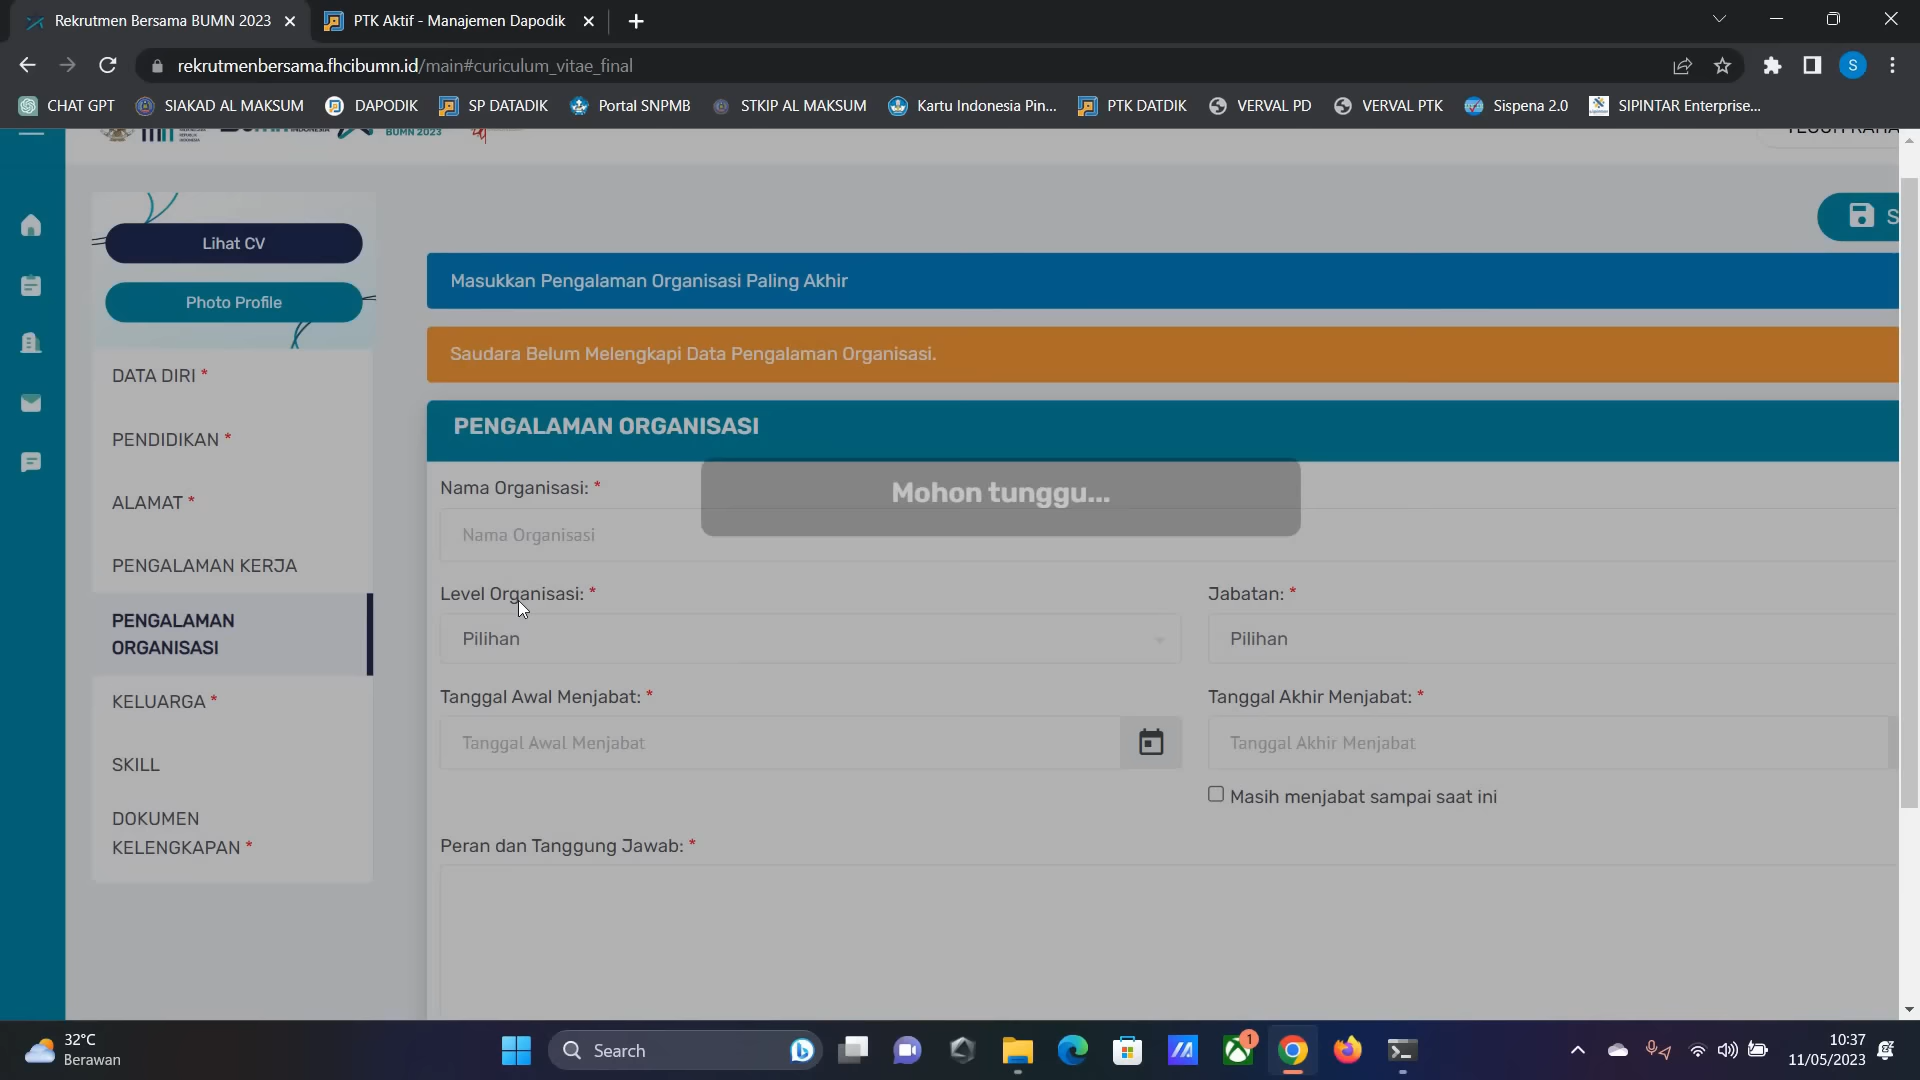 Rekrutmen Bersama BUMN 2023
PTK Aktif - Manajemen Dapodik
rekrutmenbersama.fhcibumn.id/main#curiculum_vitae_final
S
CHAT GPT
SIAKAD AL MAKSUM
DAPODIK
SP DATADIK
Portal SNPMB
STKIP AL MAKSUM
Kartu Indonesia Pin...
PTK DATDIK
VERVAL PD
VERVAL PTK
Sispena 2.0
SIPINTAR Enterprise...
BUMN 2023
S
Lihat CV
Photo Profile
DATA DIRI *
PENDIDIKAN *
ALAMAT *
PENGALAMAN KERJA
PENGALAMAN
ORGANISASI
KELUARGA *
SKILL
DOKUMEN
KELENGKAPAN *
Masukkan Pengalaman Organisasi Paling Akhir
Saudara Belum Melengkapi Data Pengalaman Organisasi.
PENGALAMAN ORGANISASI
Mohon tunggu...
Nama Organisasi: *
Nama Organisasi
Level Organisasi: *
Jabatan: *
Pilihan
Pilihan
Tanggal Awal Menjabat: *
Tanggal Akhir Menjabat: *
Tanggal Awal Menjabat
Tanggal Akhir Menjabat
Masih menjabat sampai saat ini
Peran dan Tanggung Jawab: *
32°C
Berawan
Search
1
10:37
11/05/2023